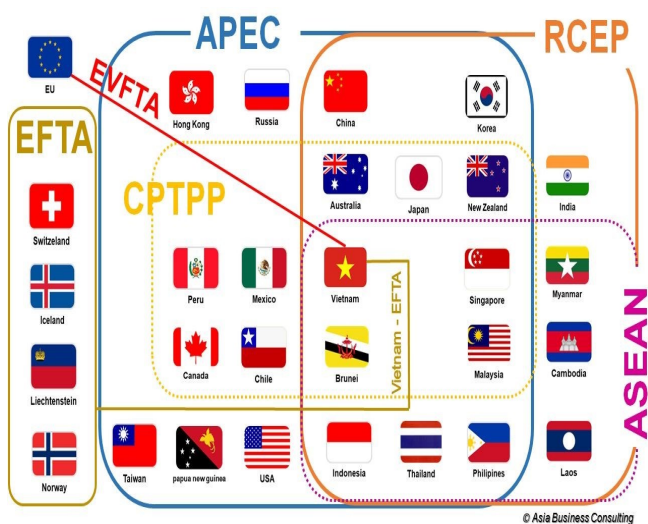 APEC
RCEP
EU
EVFTA
Hong Kong
Russia
China
Korea
EFTA
CPTPP
Australia
Japan
New Zealand
India
Switzeland
Iceland
Peru
Mexico
Vietnam
Singapore
Myanmar
Liechtenstein
Canada
Chile
Brunei
Vietnam - EFTA
Malaysia
Cambodia
ASEAN
Norway
Taiwan
papua new guinea
USA
Indonesia
Thailand
Philipines
Laos
© Asia Business Consulting